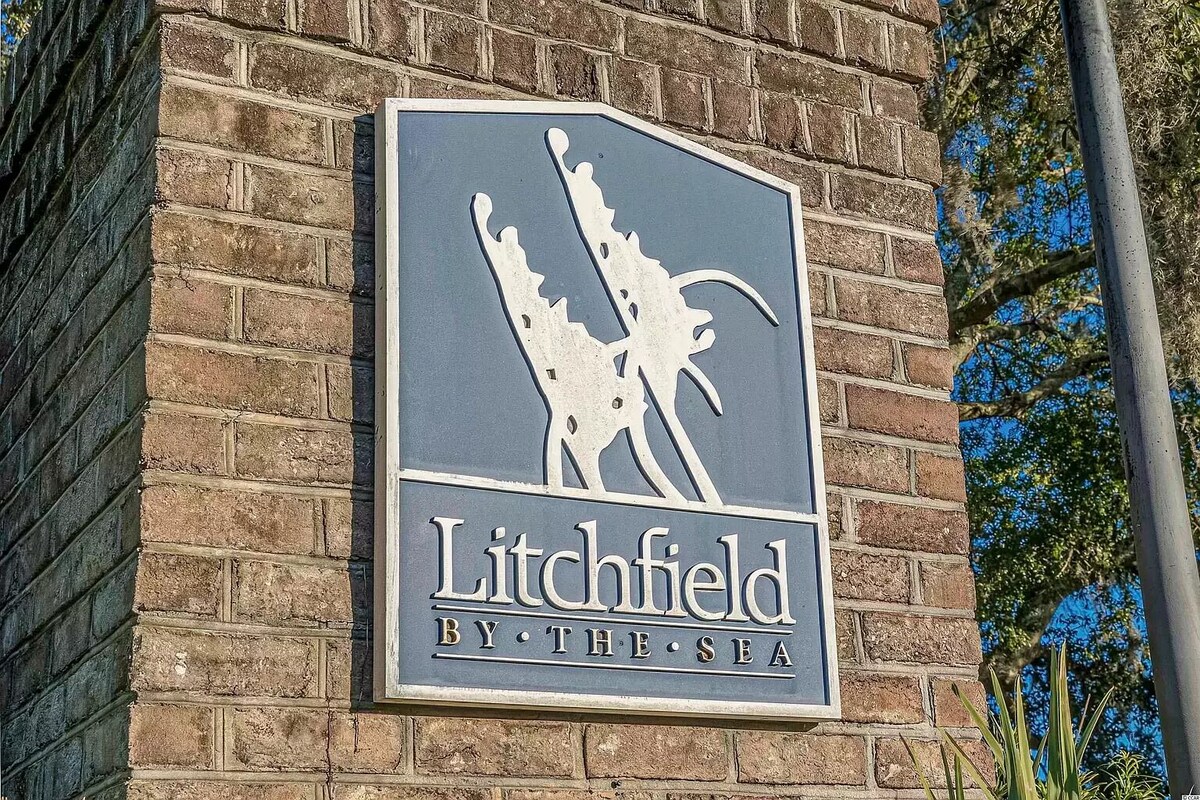 Litchfield
BY • THE • SEA